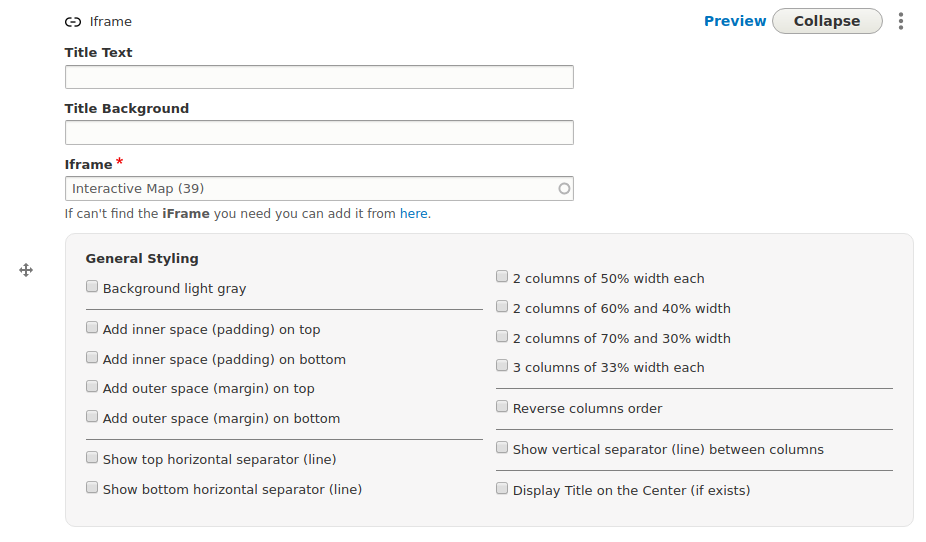 Iframe
Preview
Collapse
Title Text
Title Background
Iframe *
Interactive Map (39)
If can't find the iFrame you need you can add it from here.
General Styling
Background light gray
Add inner space (padding) on top
Add inner space (padding) on bottom
Add outer space (margin) on top
Add outer space (margin) on bottom
Show top horizontal separator (line)
Show bottom horizontal separator (line)
2 columns of 50% width each
2 columns of 60% and 40% width
2 columns of 70% and 30% width
3 columns of 33% width each
Reverse columns order
Show vertical separator (line) between columns
Display Title on the Center (if exists)